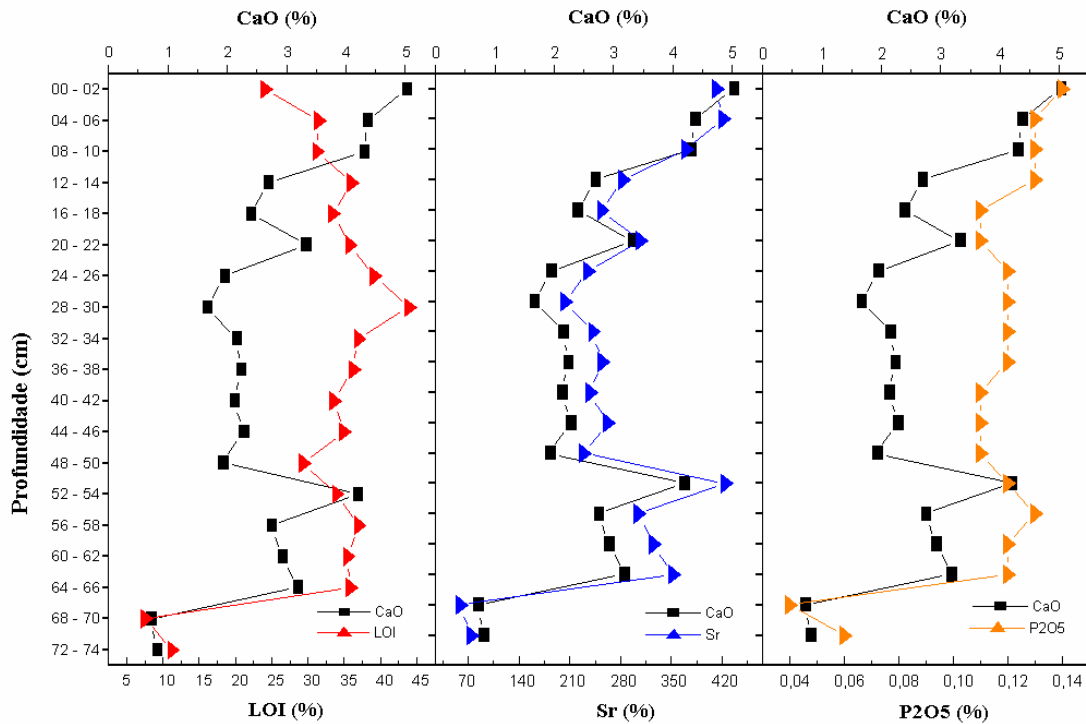 CaO (%) CaO (%) CaO (%)
0 1 2 3 4 5 0 1 2 3 4 5 0 1 2 3 4 5
Profundidade (cm)
00 - 02
04 - 06
08 - 10
12 - 14
16 - 18
20 - 22
24 - 26
28 - 30
32 - 34
36 - 38
40 - 42
44 - 46
48 - 50
52 - 54
56 - 58
60 - 62
64 - 66
68 - 70
72 - 74
CaO CaO CaO
LOI Sr P2O5
5 10 15 20 25 30 35 40 45 70 140 210 280 350 420 0,04 0,06 0,08 0,10 0,12 0,14
LOI (%) Sr (%) P2O5 (%)